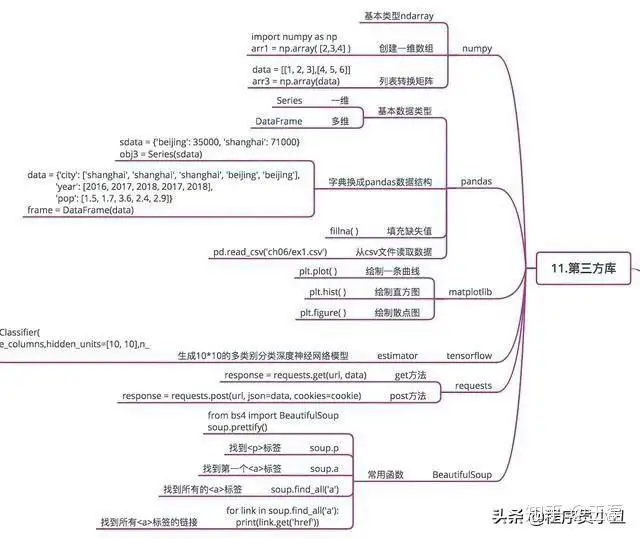 11.第三方库
numpy
基本类型ndarray
创建一维数组
import numpy as np
arr1 = np.array( [2,3,4] )
列表转换矩阵
data = [[1, 2, 3],[4, 5, 6]]
arr3 = np.array(data)
pandas
基本数据类型
Series 一维
DataFrame 多维
字典换成pandas数据结构
sdata = {'beijing': 35000, 'shanghai': 71000}
obj3 = Series(sdata)
data = {'city': ['shanghai', 'shanghai', 'shanghai', 'beijing', 'beijing'],
'year': [2016, 2017, 2018, 2017, 2018],
'pop': [1.5, 1.7, 3.6, 2.4, 2.9]}
frame = DataFrame(data)
fiilna( ) 填充缺失值
pd.read_csv('ch06/ex1.csv') 从csv文件读取数据
matplotlib
plt.plot( ) 绘制一条曲线
plt.hist( ) 绘制直方图
plt.figure( ) 绘制散点图
tensorflow
estimator
生成10*10的多类别分类深度神经网络模型
Classifier(
e_columns,hidden_units=[10, 10],n_
requests
response = requests.get(url, data) get方法
response = requests.post(url, json=data, cookies=cookie) post方法
BeautifulSoup
常用函数
from bs4 import BeautifulSoup
soup.prettify()
找到<p>标签 soup.p
找到第一个<a>标签 soup.a
找到所有的<a>标签 soup.find_all('a')
找到所有<a>标签的链接
for link in soup.find_all('a'):
print(link.get('href'))
头条 @程序员小丑